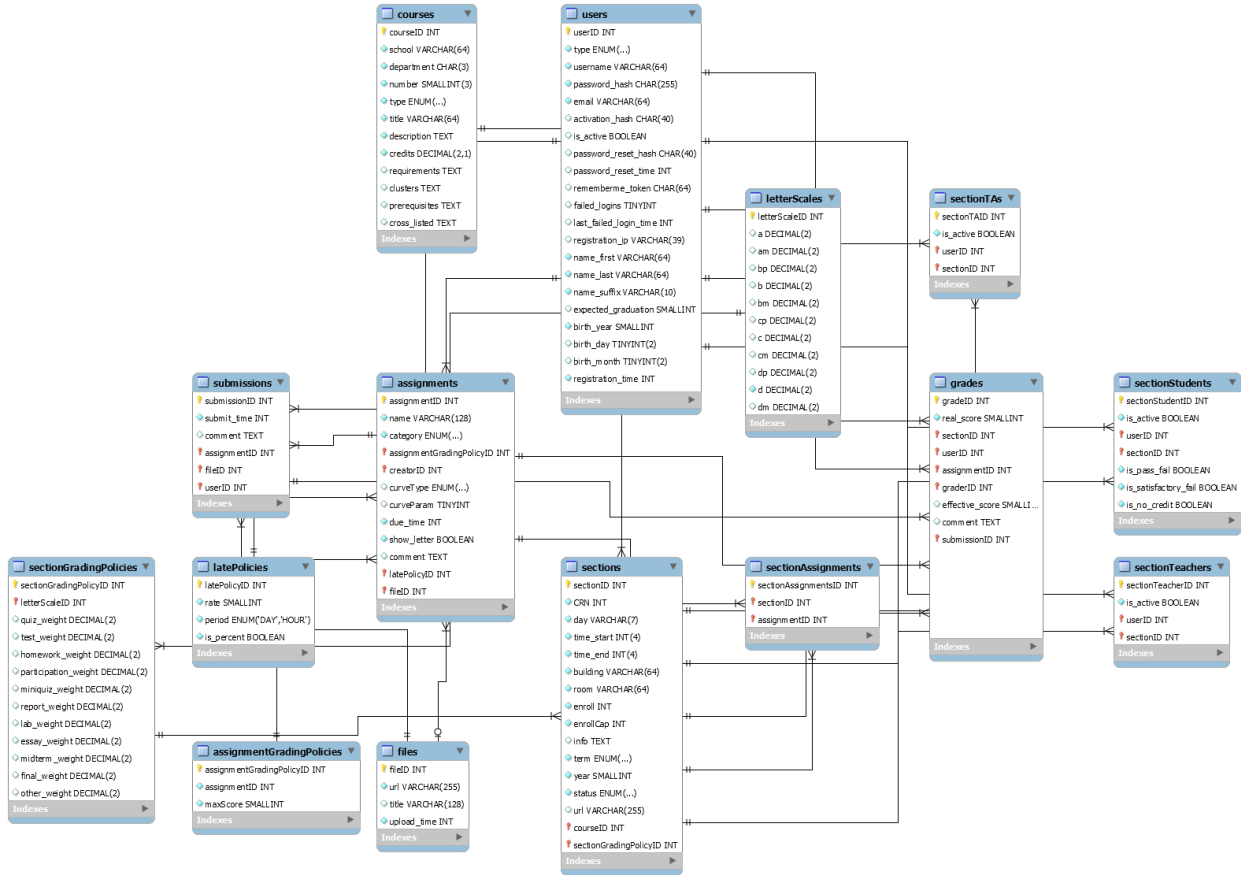 courses
courseID INT
school VARCHAR(64)
department CHAR(3)
number SMALLINT(3)
type ENUM(...)
title VARCHAR(64)
description TEXT
credits DECIMAL(2,1)
requirements TEXT
clusters TEXT
prerequisites TEXT
cross_listed TEXT
Indexes
users
userID INT
type ENUM(...)
username VARCHAR(64)
password_hash CHAR(255)
email VARCHAR(64)
activation_hash CHAR(40)
is_active BOOLEAN
password_reset_hash CHAR(40)
password_reset_time INT
rememberme_token CHAR(64)
failed_logins TINYINT
last_failed_login_time INT
registration_ip VARCHAR(39)
name_first VARCHAR(64)
name_last VARCHAR(64)
name_suffix VARCHAR(10)
expected_graduation SMALLINT
birth_year SMALLINT
birth_day TINYINT(2)
birth_month TINYINT(2)
registration_time INT
Indexes
letterScales
letterScaleID INT
a DECIMAL(2)
am DECIMAL(2)
bp DECIMAL(2)
b DECIMAL(2)
bm DECIMAL(2)
cp DECIMAL(2)
c DECIMAL(2)
cm DECIMAL(2)
dp DECIMAL(2)
d DECIMAL(2)
dm DECIMAL(2)
Indexes
sectionTAs
sectionTAID INT
is_active BOOLEAN
userID INT
sectionID INT
Indexes
submissions
submissionID INT
submit_time INT
comment TEXT
assignmentID INT
fileID INT
userID INT
Indexes
assignments
assignmentID INT
name VARCHAR(128)
category ENUM(...)
assignmentGradingPolicyID INT
creatorID INT
curveType ENUM(...)
curveParam TINYINT
due_time INT
show_letter BOOLEAN
comment TEXT
latePolicyID INT
fileID INT
Indexes
grades
gradeID INT
real_score SMALLINT
sectionID INT
userID INT
assignmentID INT
graderID INT
effective_score SMALLI...
comment TEXT
submissionID INT
Indexes
sectionStudents
sectionStudentID INT
is_active BOOLEAN
userID INT
sectionID INT
is_pass_fail BOOLEAN
is_satisfactory_fail BOOLEAN
is_no_credit BOOLEAN
Indexes
sectionGradingPolicies
sectionGradingPolicyID INT
letterScaleID INT
quiz_weight DECIMAL(2)
test_weight DECIMAL(2)
homework_weight DECIMAL(2)
participation_weight DECIMAL(2)
miniquiz_weight DECIMAL(2)
report_weight DECIMAL(2)
lab_weight DECIMAL(2)
essay_weight DECIMAL(2)
midterm_weight DECIMAL(2)
final_weight DECIMAL(2)
other_weight DECIMAL(2)
Indexes
latePolicies
latePolicyID INT
rate SMALLINT
period ENUM('DAY','HOUR')
is_percent BOOLEAN
Indexes
sections
sectionID INT
CRN INT
day VARCHAR(7)
time_start INT(4)
time_end INT(4)
building VARCHAR(64)
room VARCHAR(64)
enroll INT
enrollCap INT
info TEXT
term ENUM(...)
year SMALLINT
status ENUM(...)
url VARCHAR(255)
courseID INT
sectionGradingPolicyID INT
Indexes
sectionAssignments
sectionAssignmentsID INT
sectionID INT
assignmentID INT
Indexes
sectionTeachers
sectionTeacherID INT
is_active BOOLEAN
userID INT
sectionID INT
Indexes
assignmentGradingPolicies
assignmentGradingPolicyID INT
assignmentID INT
maxScore SMALLINT
Indexes
files
fileID INT
url VARCHAR(255)
title VARCHAR(128)
upload_time INT
Indexes